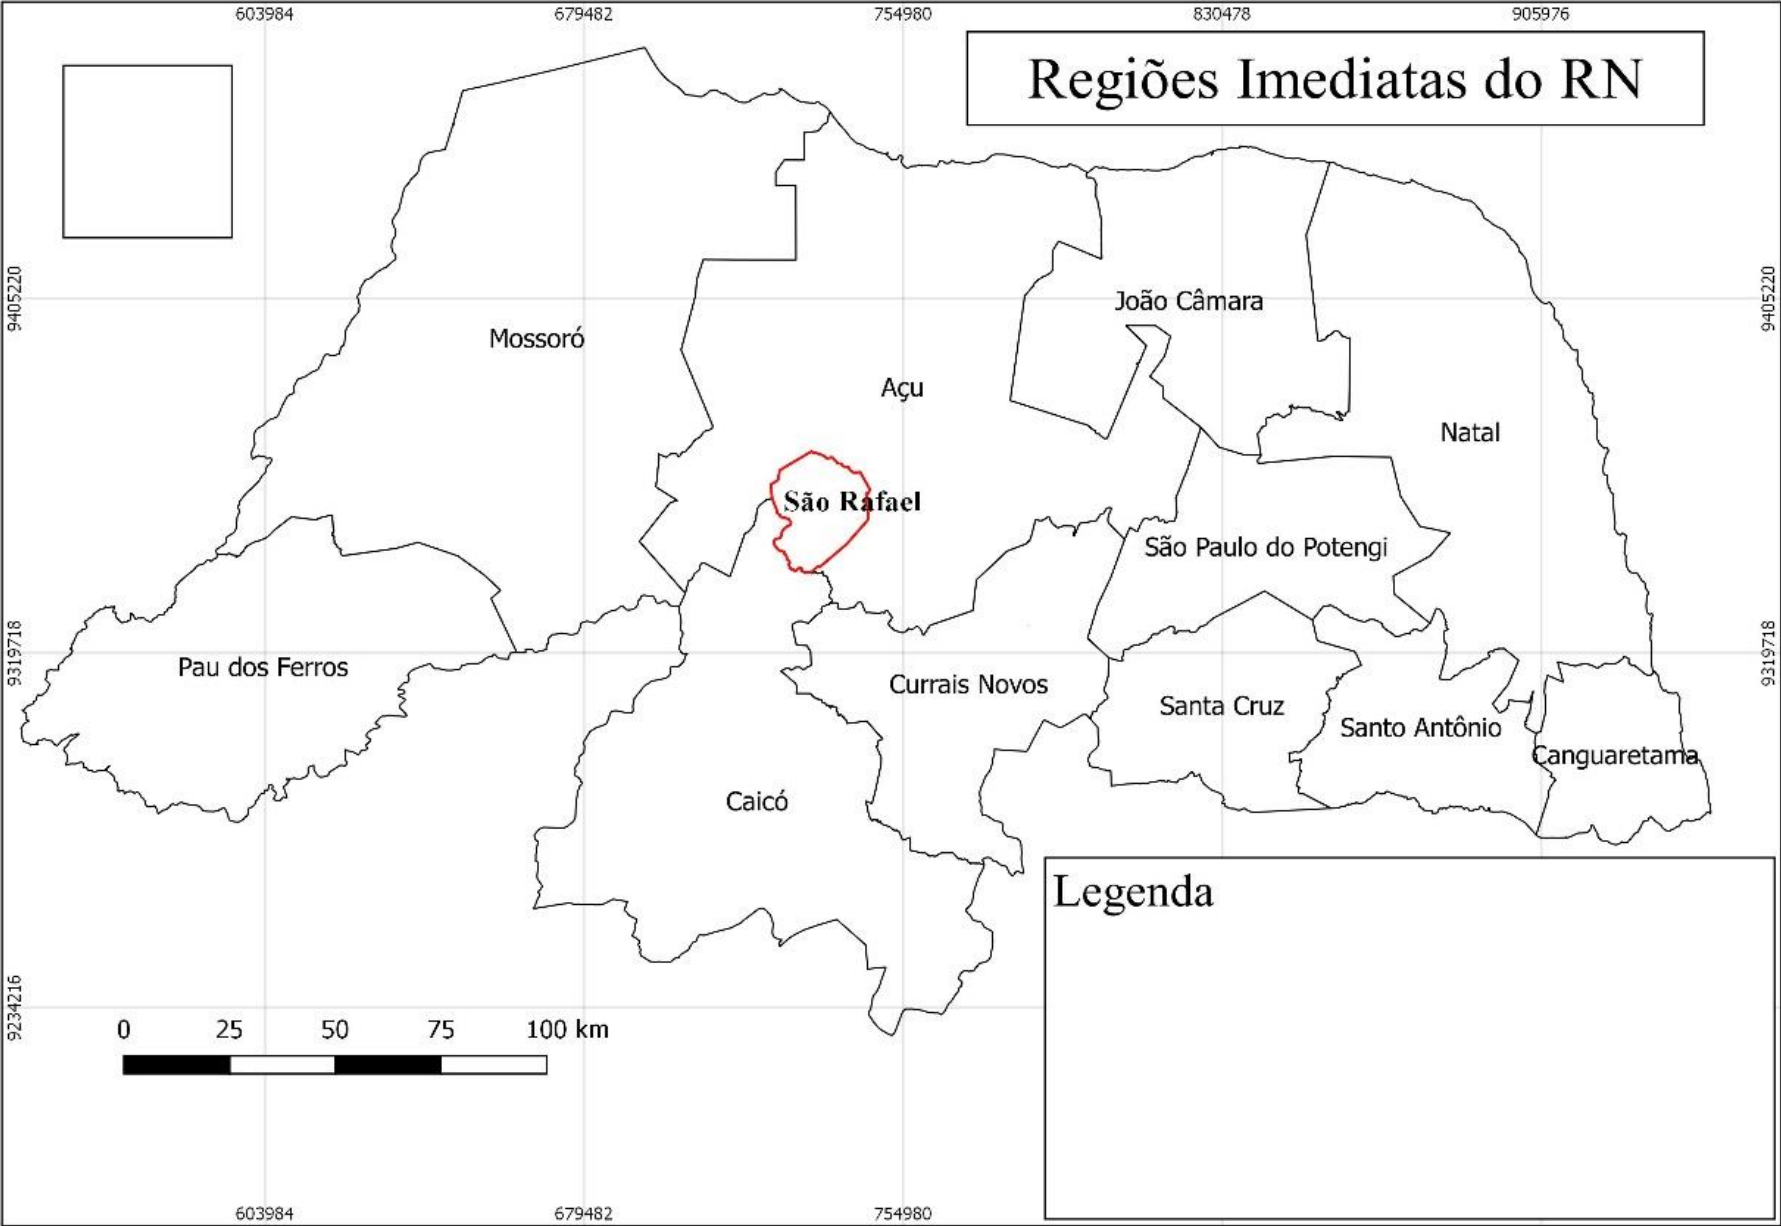 603984
679482
754980
830478
905976
Regiões Imediatas do RN
9405220
9405220
João Câmara
Mossoró
Açu
Natal
São Rafael
São Paulo do Potengi
9319718
9319718
Pau dos Ferros
Currais Novos
Santa Cruz
Santo Antônio
Canguaretama
Caicó
Legenda
9234216
0 25 50 75 100 km
603984
679482
754980